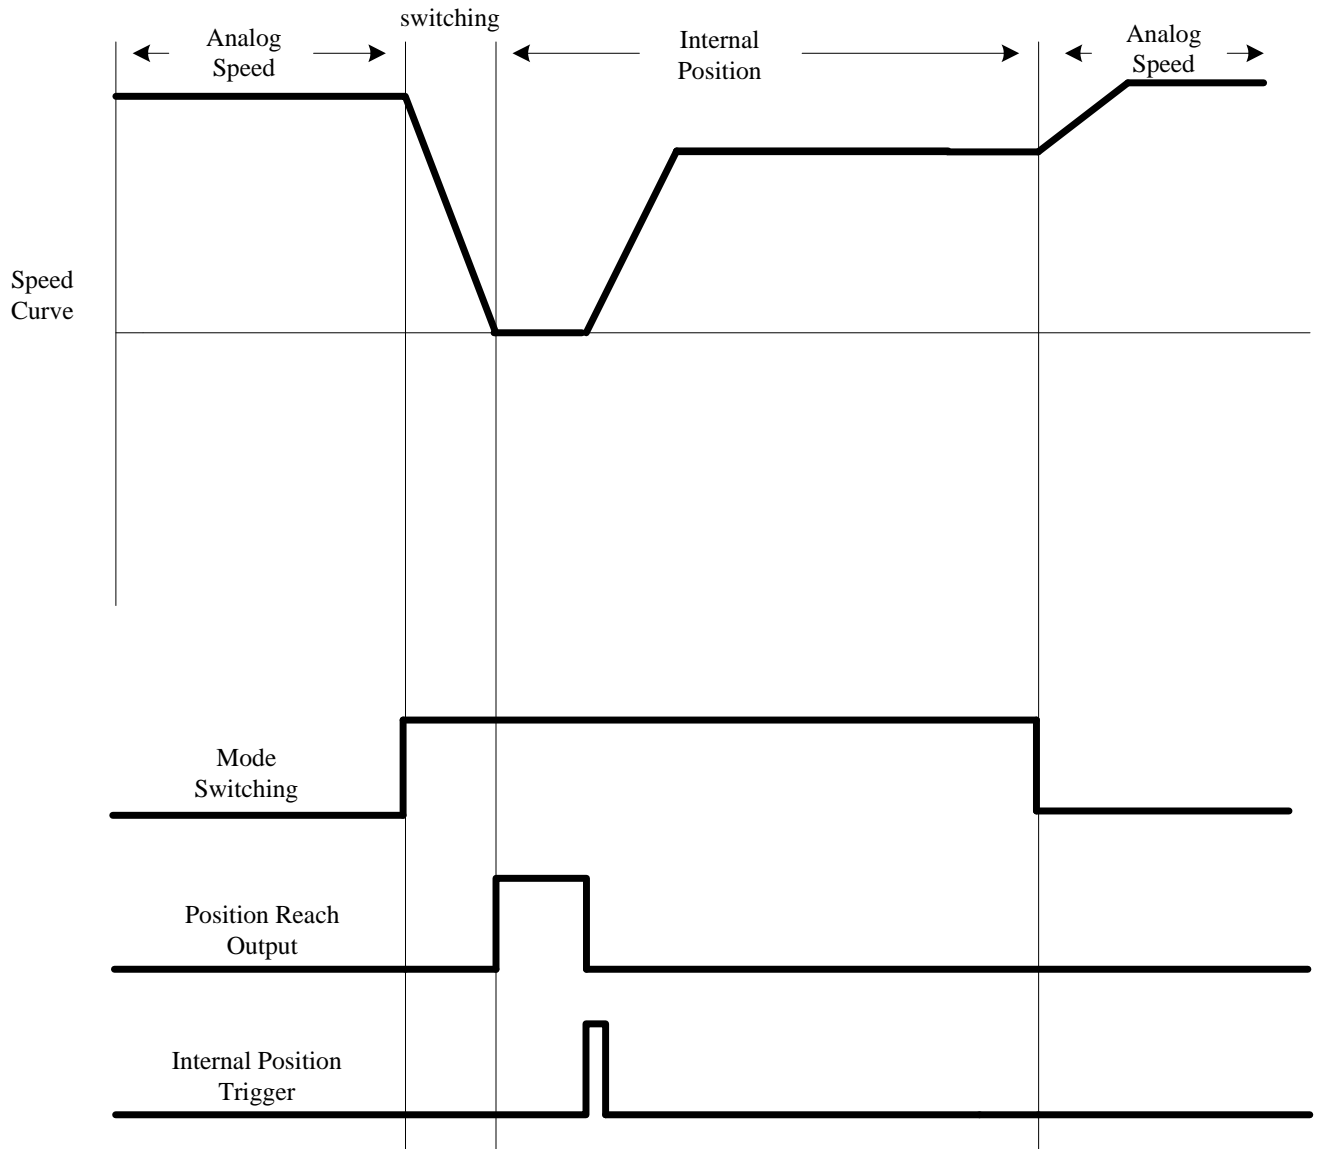 switching
Analog
Speed
Internal
Position
Analog
Speed
Speed
Curve
Mode
Switching
Position Reach
Output
Internal Position
Trigger